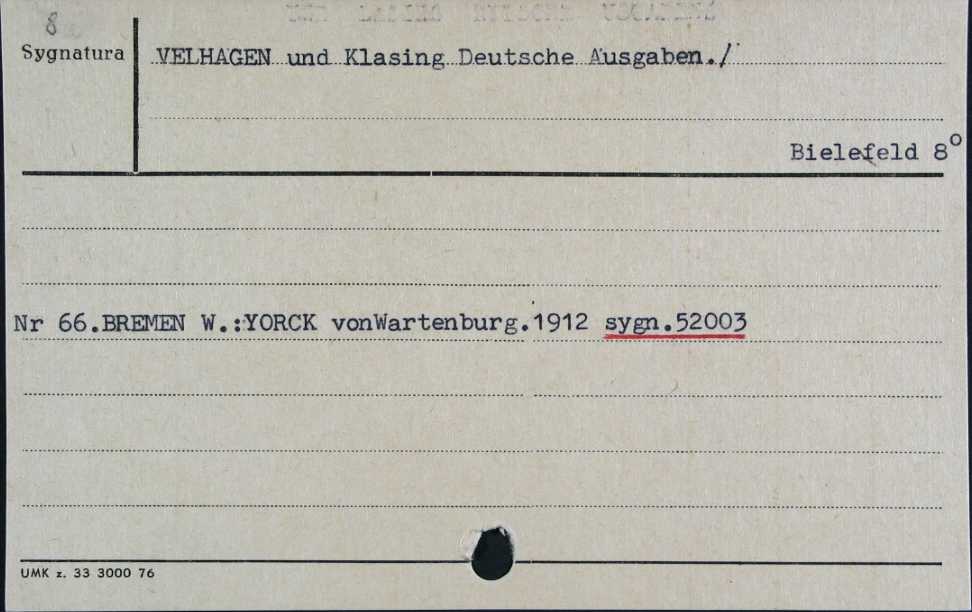 8
Sygnatura
VELHAGEN und Klasing Deutsche Ausgaben./
Bielefeld 8°
Nr 66.BREMEN W.:YORCK vonWartenburg.1912 sygn.52003
UMK z. 33 3000 76